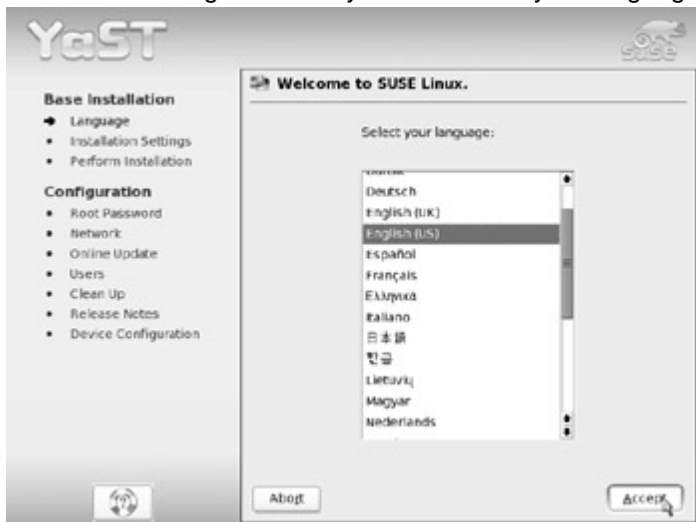 YaST
SUSE
Base Installation
Language
Installation Settings
Perform Installation
Configuration
Root Password
Network
Online Update
Users
Clean Up
Release Notes
Device Configuration
Welcome to SUSE Linux.
Select your language:
Deutsch
English (UK)
English (US)
Español
Français
Ελληνικά
Italiano
日本語
한글
Lietuvių
Magyar
Nederlands
Abort
Accept